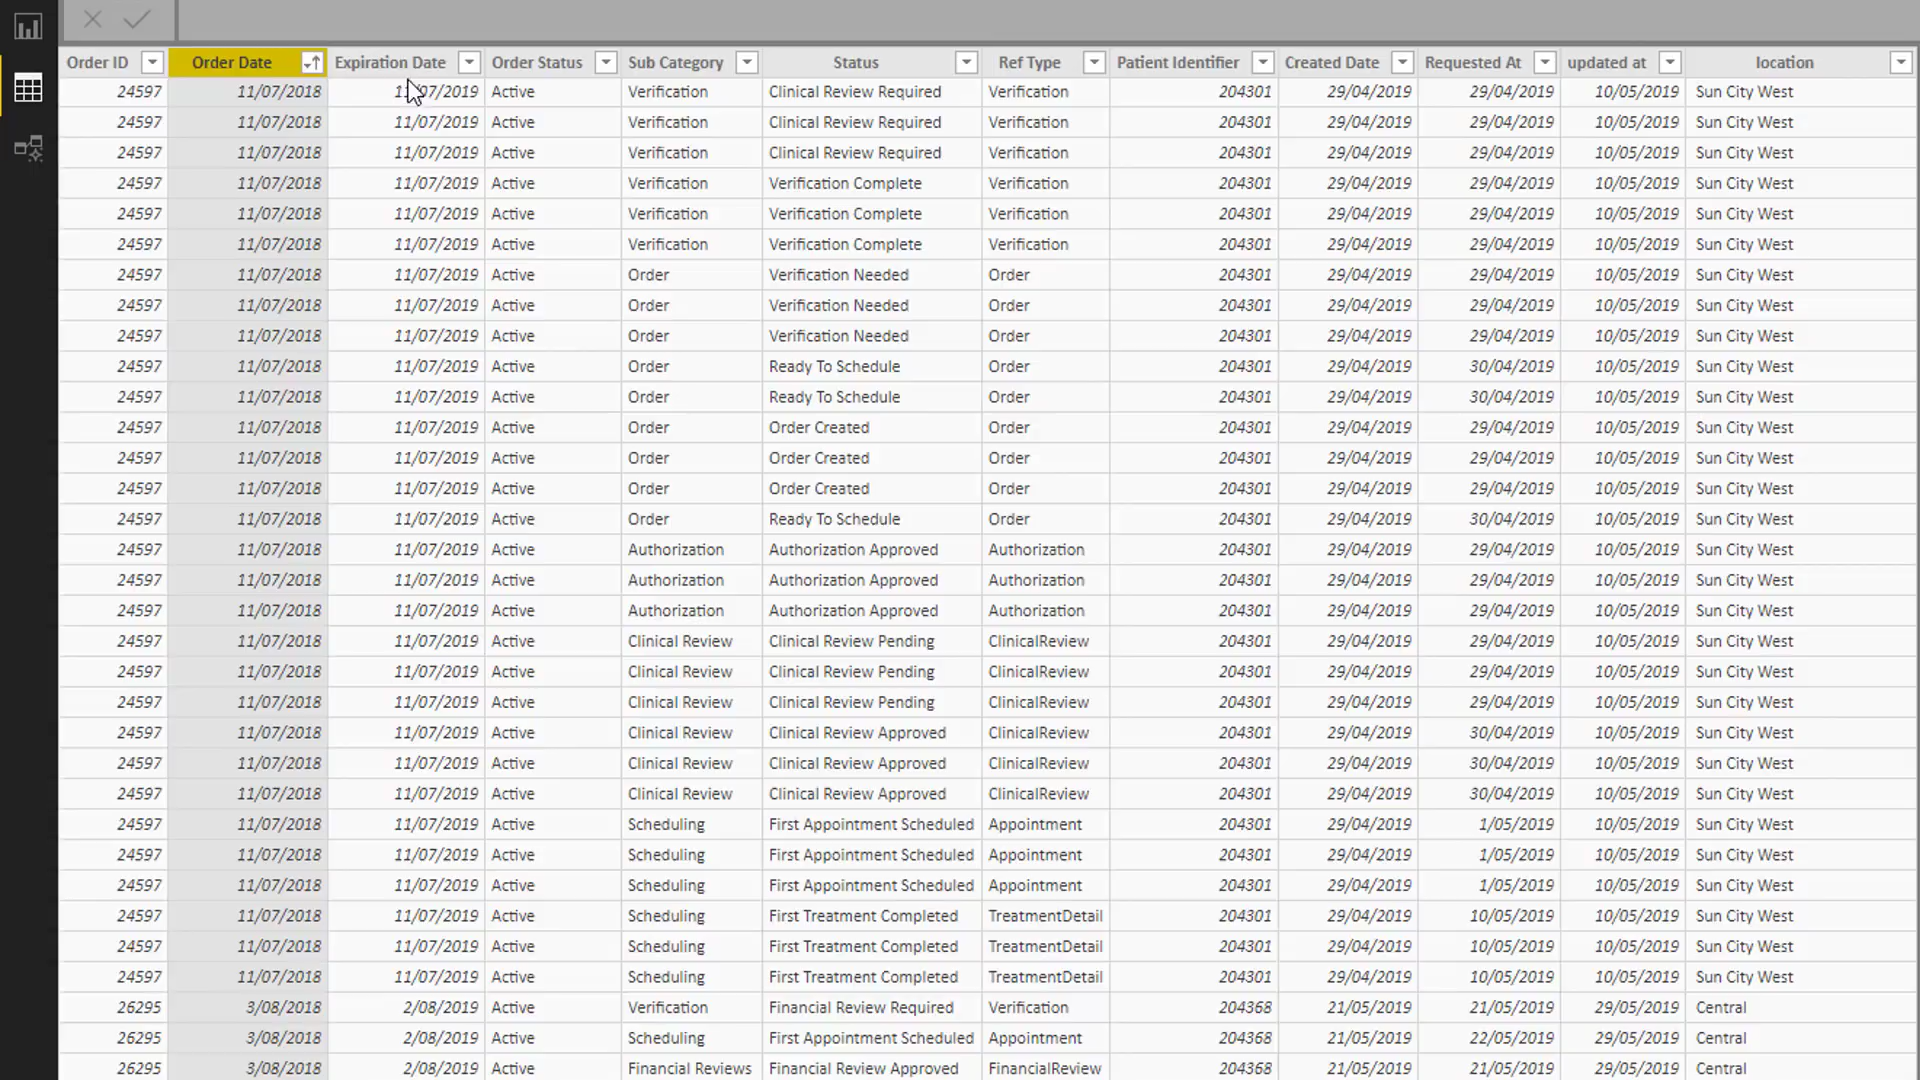 Order ID Order Date Expiration Date Order Status Sub Category Status Ref Type Patient Identifier Created Date Requested At updated at location
24597 11/07/2018 11/07/2019 Active Verification Clinical Review Required Verification 204301 29/04/2019 29/04/2019 10/05/2019 Sun City West
24597 11/07/2018 11/07/2019 Active Verification Clinical Review Required Verification 204301 29/04/2019 29/04/2019 10/05/2019 Sun City West
24597 11/07/2018 11/07/2019 Active Verification Clinical Review Required Verification 204301 29/04/2019 29/04/2019 10/05/2019 Sun City West
24597 11/07/2018 11/07/2019 Active Verification Verification Complete Verification 204301 29/04/2019 29/04/2019 10/05/2019 Sun City West
24597 11/07/2018 11/07/2019 Active Verification Verification Complete Verification 204301 29/04/2019 29/04/2019 10/05/2019 Sun City West
24597 11/07/2018 11/07/2019 Active Verification Verification Complete Verification 204301 29/04/2019 29/04/2019 10/05/2019 Sun City West
24597 11/07/2018 11/07/2019 Active Order Verification Needed Order 204301 29/04/2019 29/04/2019 10/05/2019 Sun City West
24597 11/07/2018 11/07/2019 Active Order Verification Needed Order 204301 29/04/2019 29/04/2019 10/05/2019 Sun City West
24597 11/07/2018 11/07/2019 Active Order Verification Needed Order 204301 29/04/2019 29/04/2019 10/05/2019 Sun City West
24597 11/07/2018 11/07/2019 Active Order Ready To Schedule Order 204301 29/04/2019 30/04/2019 10/05/2019 Sun City West
24597 11/07/2018 11/07/2019 Active Order Ready To Schedule Order 204301 29/04/2019 30/04/2019 10/05/2019 Sun City West
24597 11/07/2018 11/07/2019 Active Order Order Created Order 204301 29/04/2019 29/04/2019 10/05/2019 Sun City West
24597 11/07/2018 11/07/2019 Active Order Order Created Order 204301 29/04/2019 29/04/2019 10/05/2019 Sun City West
24597 11/07/2018 11/07/2019 Active Order Order Created Order 204301 29/04/2019 29/04/2019 10/05/2019 Sun City West
24597 11/07/2018 11/07/2019 Active Order Ready To Schedule Order 204301 29/04/2019 30/04/2019 10/05/2019 Sun City West
24597 11/07/2018 11/07/2019 Active Authorization Authorization Approved Authorization 204301 29/04/2019 29/04/2019 10/05/2019 Sun City West
24597 11/07/2018 11/07/2019 Active Authorization Authorization Approved Authorization 204301 29/04/2019 29/04/2019 10/05/2019 Sun City West
24597 11/07/2018 11/07/2019 Active Authorization Authorization Approved Authorization 204301 29/04/2019 29/04/2019 10/05/2019 Sun City West
24597 11/07/2018 11/07/2019 Active Clinical Review Clinical Review Pending ClinicalReview 204301 29/04/2019 29/04/2019 10/05/2019 Sun City West
24597 11/07/2018 11/07/2019 Active Clinical Review Clinical Review Pending ClinicalReview 204301 29/04/2019 29/04/2019 10/05/2019 Sun City West
24597 11/07/2018 11/07/2019 Active Clinical Review Clinical Review Pending ClinicalReview 204301 29/04/2019 29/04/2019 10/05/2019 Sun City West
24597 11/07/2018 11/07/2019 Active Clinical Review Clinical Review Approved ClinicalReview 204301 29/04/2019 30/04/2019 10/05/2019 Sun City West
24597 11/07/2018 11/07/2019 Active Clinical Review Clinical Review Approved ClinicalReview 204301 29/04/2019 30/04/2019 10/05/2019 Sun City West
24597 11/07/2018 11/07/2019 Active Clinical Review Clinical Review Approved ClinicalReview 204301 29/04/2019 30/04/2019 10/05/2019 Sun City West
24597 11/07/2018 11/07/2019 Active Scheduling First Appointment Scheduled Appointment 204301 29/04/2019 1/05/2019 10/05/2019 Sun City West
24597 11/07/2018 11/07/2019 Active Scheduling First Appointment Scheduled Appointment 204301 29/04/2019 1/05/2019 10/05/2019 Sun City West
24597 11/07/2018 11/07/2019 Active Scheduling First Appointment Scheduled Appointment 204301 29/04/2019 1/05/2019 10/05/2019 Sun City West
24597 11/07/2018 11/07/2019 Active Scheduling First Treatment Completed TreatmentDetail 204301 29/04/2019 10/05/2019 10/05/2019 Sun City West
24597 11/07/2018 11/07/2019 Active Scheduling First Treatment Completed TreatmentDetail 204301 29/04/2019 10/05/2019 10/05/2019 Sun City West
24597 11/07/2018 11/07/2019 Active Scheduling First Treatment Completed TreatmentDetail 204301 29/04/2019 10/05/2019 10/05/2019 Sun City West
26295 3/08/2018 2/08/2019 Active Verification Financial Review Required Verification 204368 21/05/2019 21/05/2019 29/05/2019 Central
26295 3/08/2018 2/08/2019 Active Scheduling First Appointment Scheduled Appointment 204368 21/05/2019 22/05/2019 29/05/2019 Central
26295 3/08/2018 2/08/2019 Active Financial Reviews Financial Review Approved FinancialReview 204368 21/05/2019 21/05/2019 29/05/2019 Central